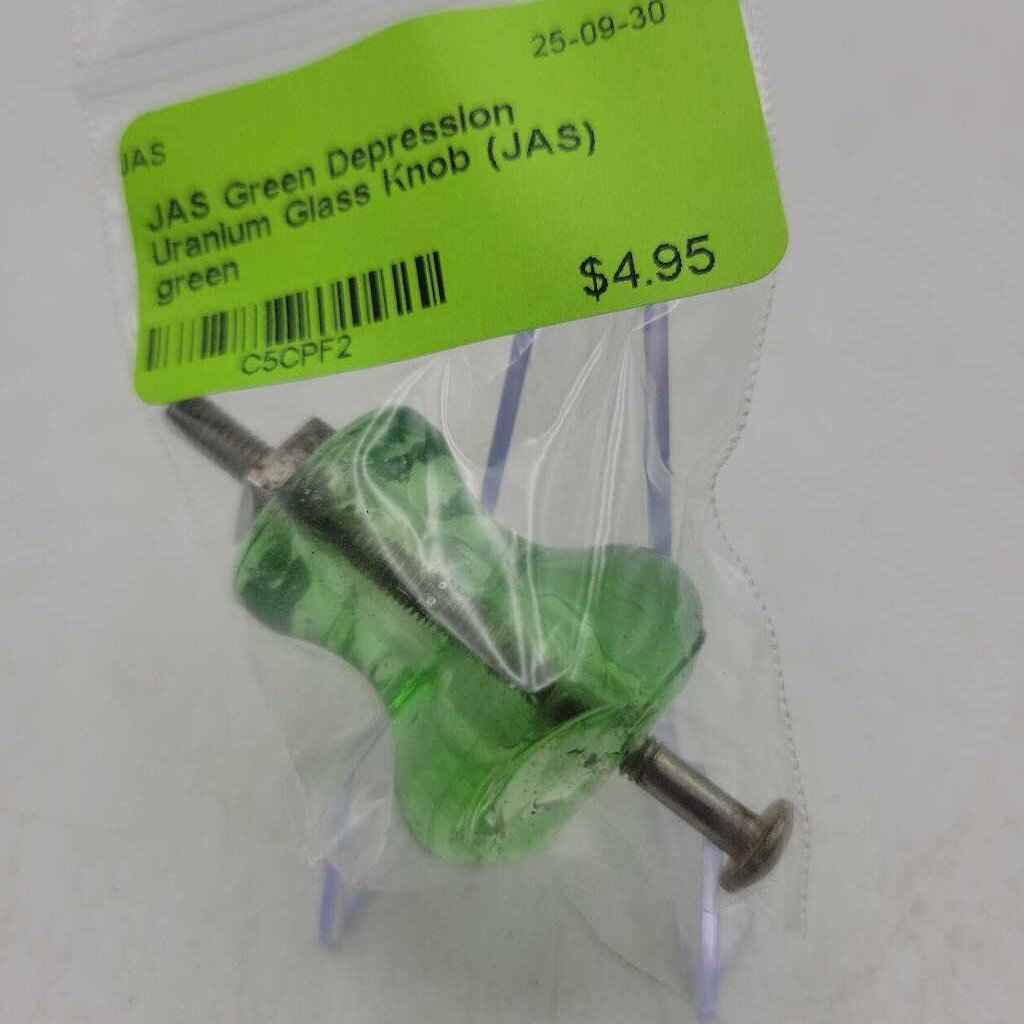 25-09-30
JAS
JAS Green Depression
Uranium Glass Knob (JAS)
green
$4.95
C5CPF2